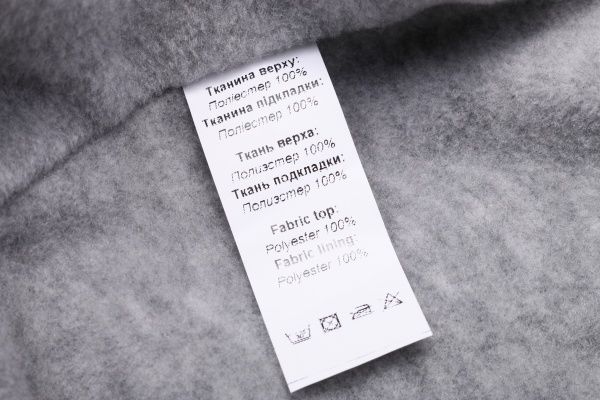 Тканина верху:
Поліестер 100%
Тканина підкладки:
Поліестер 100%
Ткань верха:
Полиэстер 100%
Ткань подкладки:
Полиэстер 100%
Fabric top:
Polyester 100%
Fabric lining:
Polyester 100%